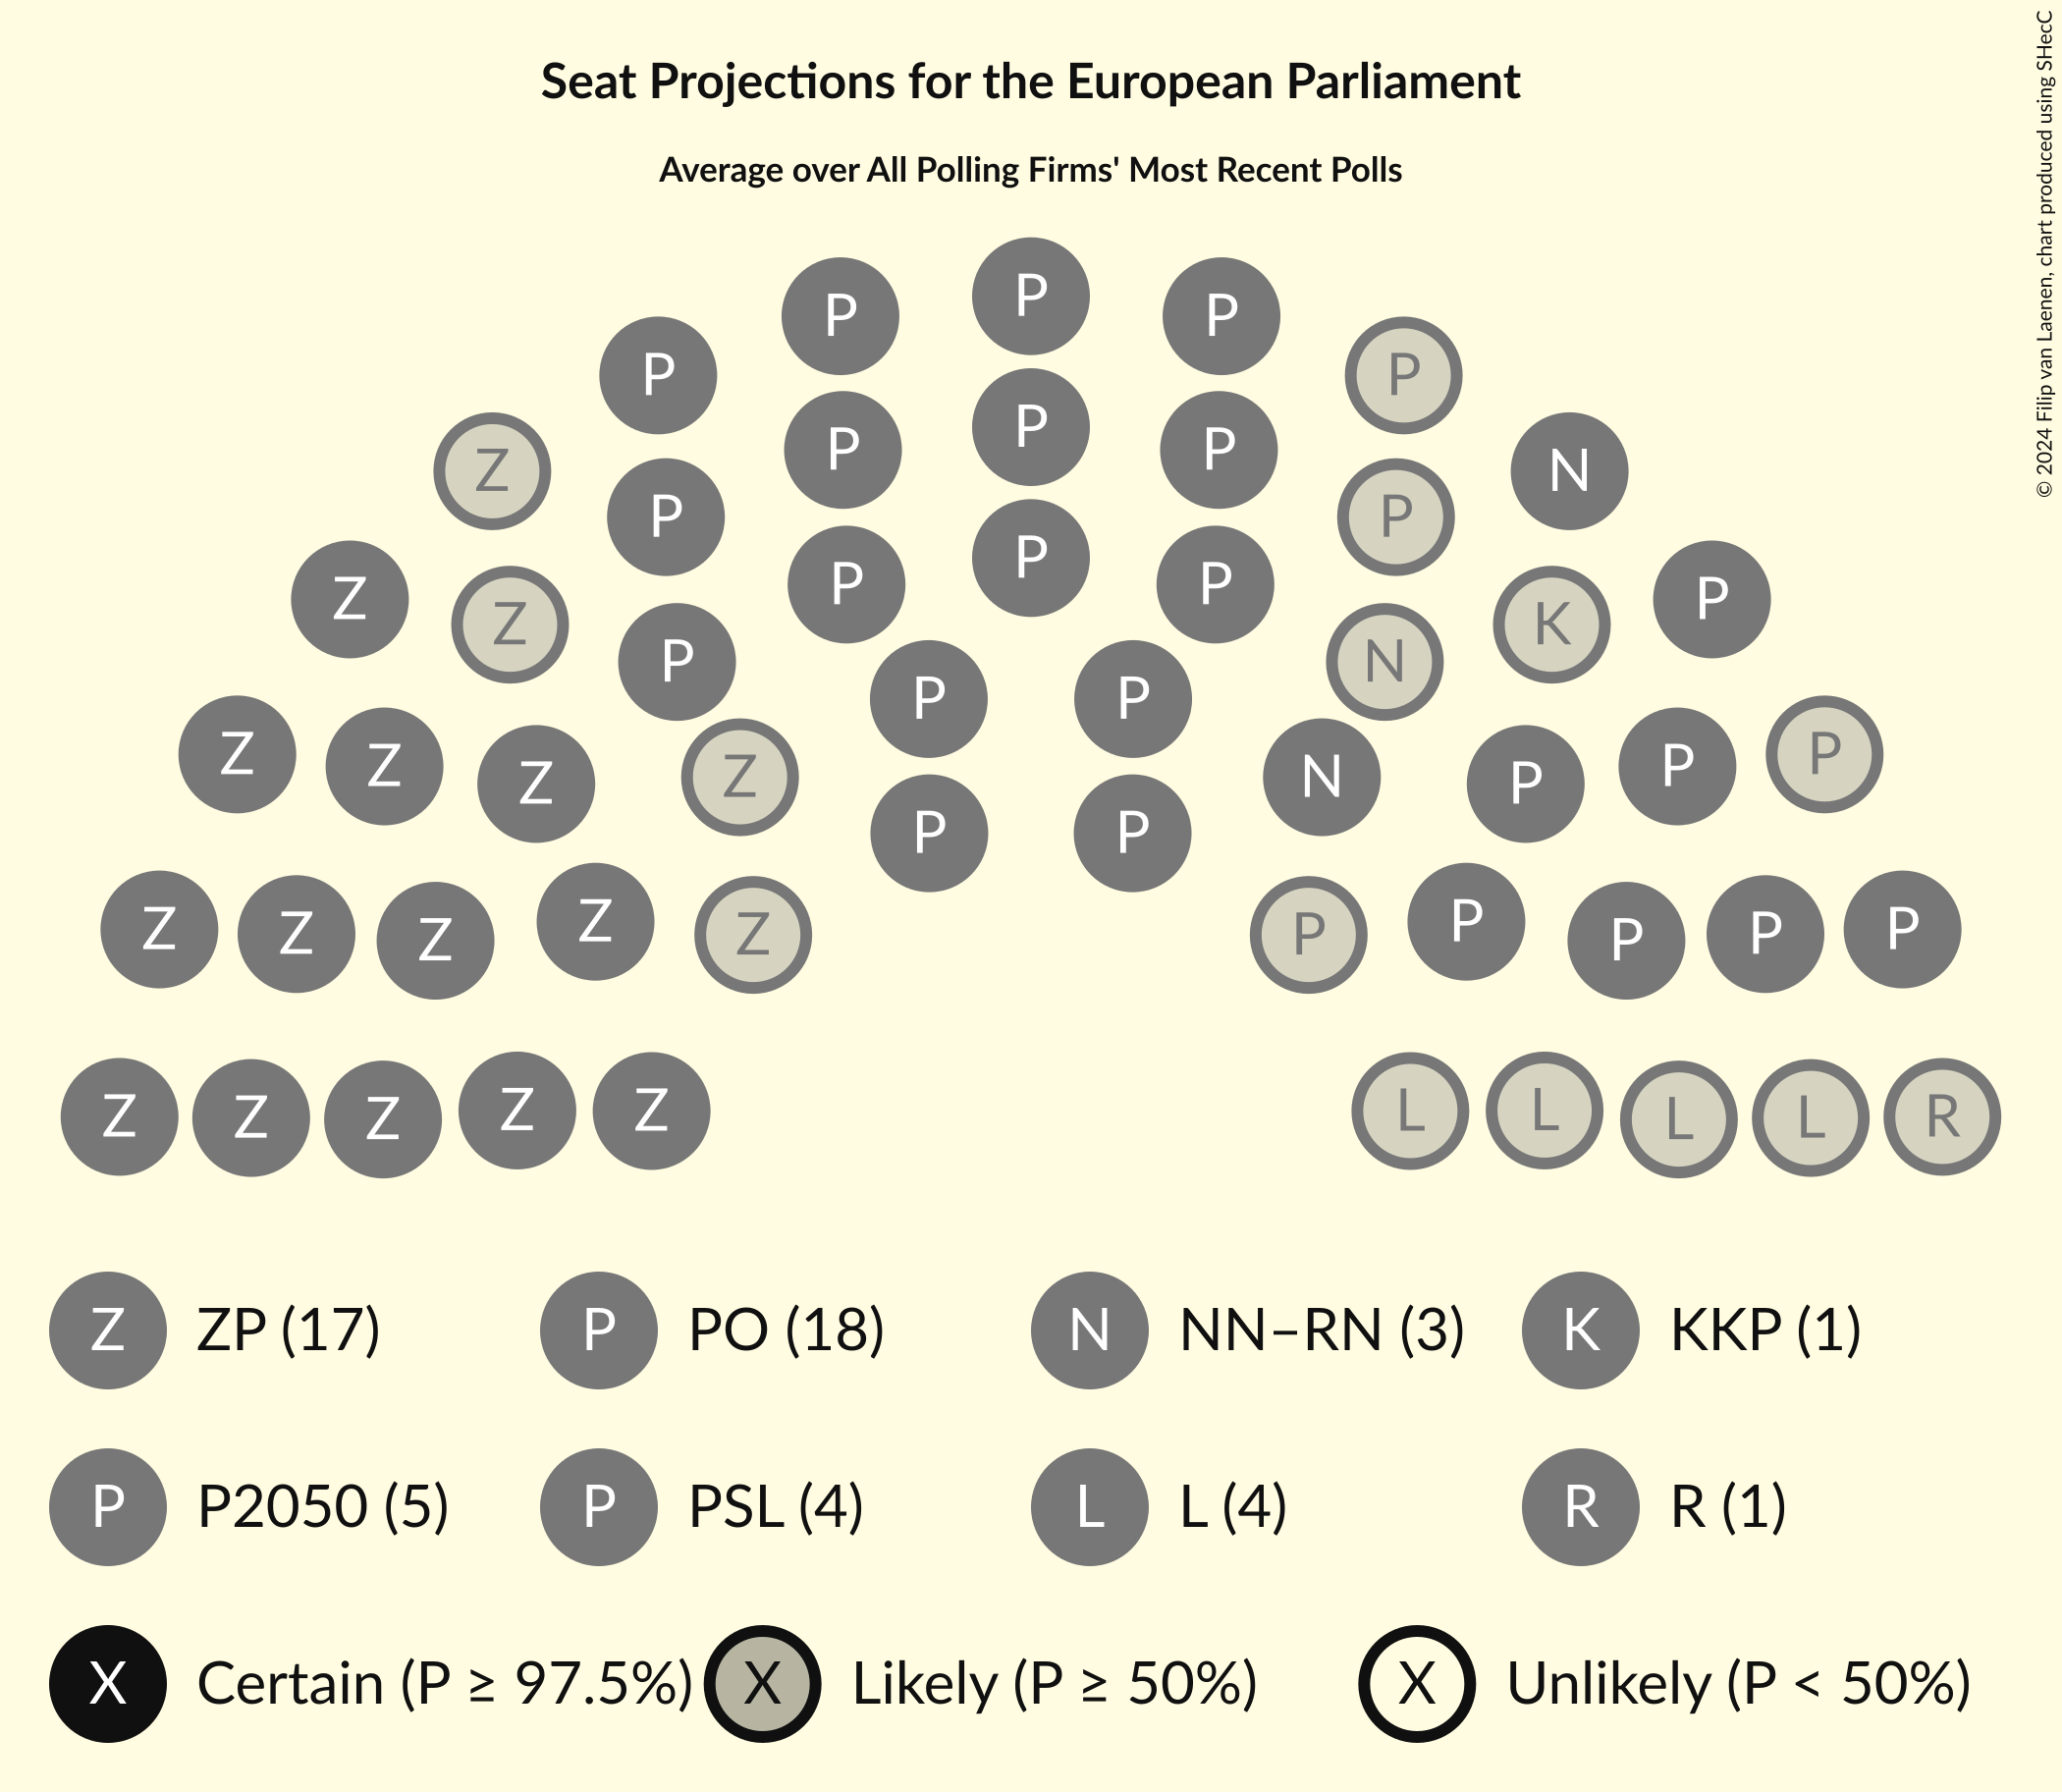 Seat Projections for the European Parliament
Average over All Polling Firms' Most Recent Polls
© 2024 Filip van Laenen, chart produced using SHecC
P
P P
P P
P
P P
Z N
P P
P
P P
Z P
Z K
P N
P P
Z Z Z Z N P P P
P P
Z Z Z Z Z P P P P P
Z Z Z Z Z L L L L R
Z ZP (17) P PO (18) N NN–RN (3) K KKP (1)
P P2050 (5) P PSL (4) L L (4) R R (1)
X Certain (P ≥ 97.5%) X Likely (P ≥ 50%) X Unlikely (P < 50%)